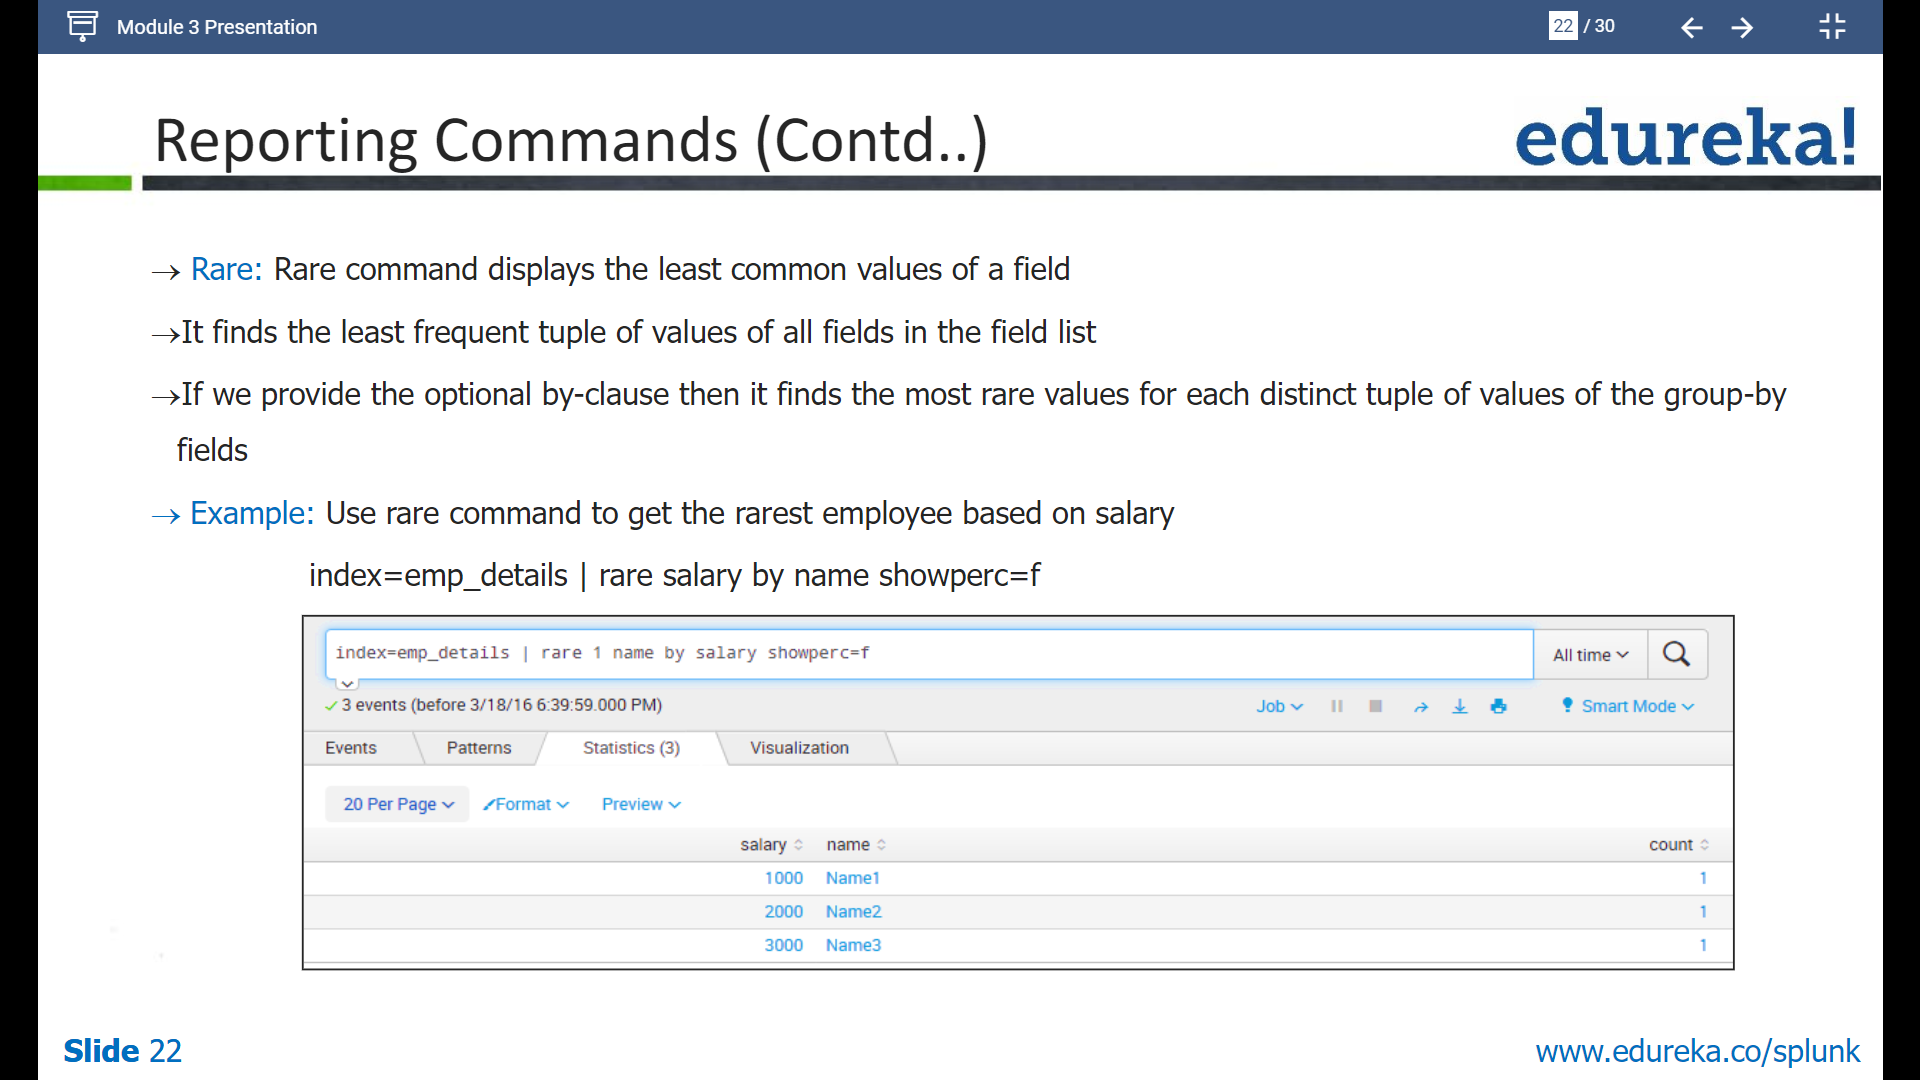 Module 3 Presentation
22 / 30
Reporting Commands (Contd..)
edureka!
→ Rare: Rare command displays the least common values of a field
→It finds the least frequent tuple of values of all fields in the field list
→If we provide the optional by-clause then it finds the most rare values for each distinct tuple of values of the group-by
fields
→ Example: Use rare command to get the rarest employee based on salary
index=emp_details | rare salary by name showperc=f
index=emp_details | rare 1 name by salary showperc=f
All time
3 events (before 3/18/16 6:39:59.000 PM)
Job
Smart Mode
Events Patterns Statistics (3) Visualization
20 Per Page Format Preview
salary name count
1000 Name1 1
2000 Name2 1
3000 Name3 1
Slide 22
www.edureka.co/splunk